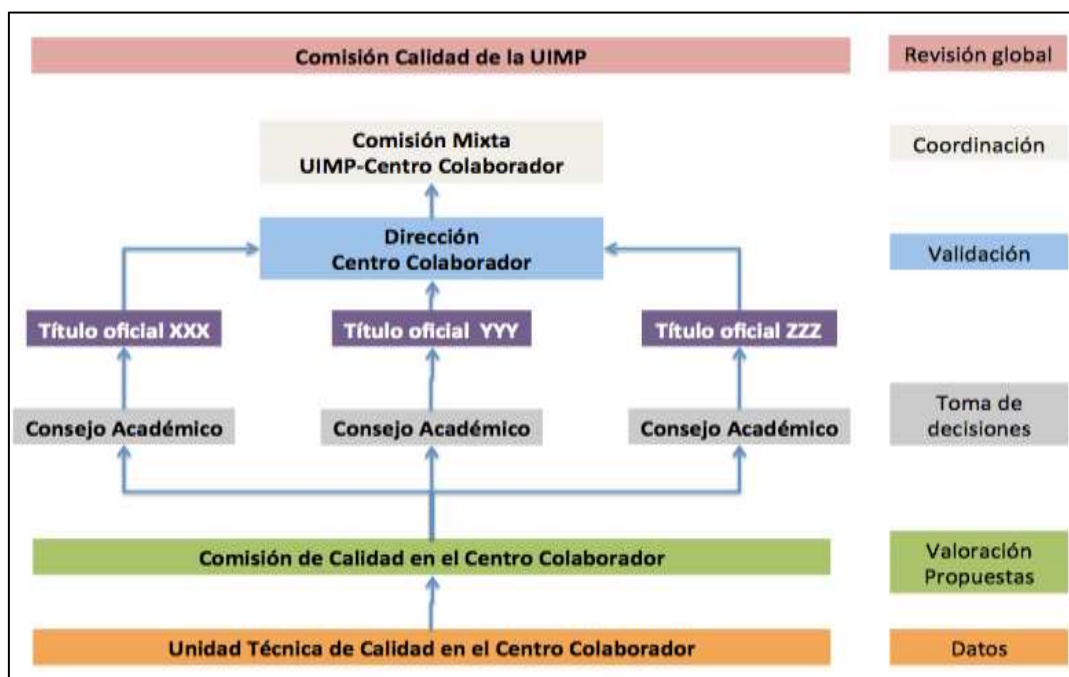 Comisión Calidad de la UIMP
Revisión global
Comisión Mixta
UIMP-Centro Colaborador
Coordinación
Dirección
Centro Colaborador
Validación
Título oficial XXX
Título oficial YYY
Título oficial ZZZ
Consejo Académico
Consejo Académico
Consejo Académico
Toma de
decisiones
Comisión de Calidad en el Centro Colaborador
Valoración
Propuestas
Unidad Técnica de Calidad en el Centro Colaborador
Datos